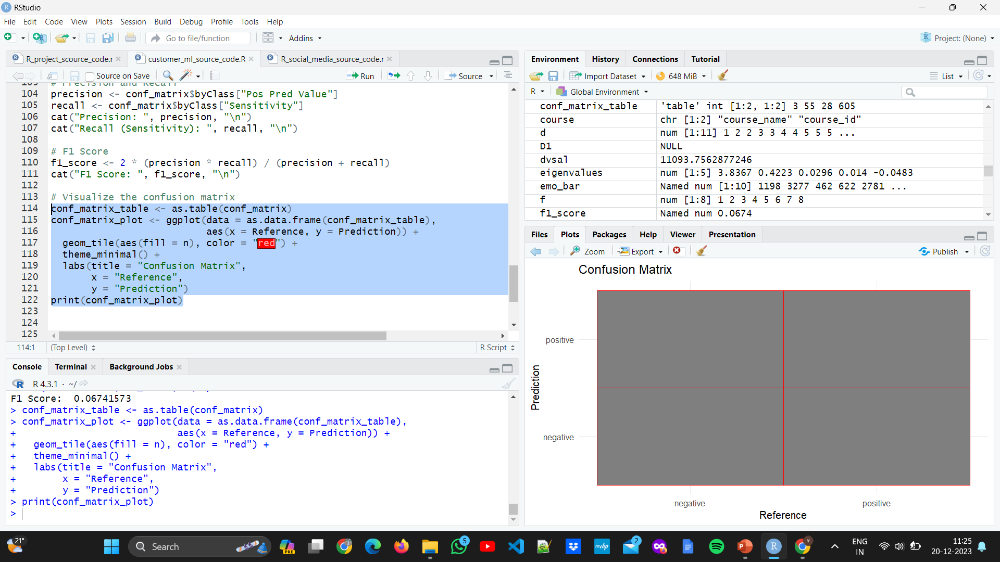 RStudio
File Edit Code View Plots Session Build Debug Profile Tools Help
Go to file/function Addins Project: (None)
R_project_scource_code.r customer_ml_source_code.R R_social_media_source_code.r
Source on Save Run Source
# Precision and Recall
104 precision <- conf_matrix$byClass["Pos Pred Value"]
105 recall <- conf_matrix$byClass["Sensitivity"]
106 cat("Precision: ", precision, "\n")
107 cat("Recall (Sensitivity): ", recall, "\n")
108
109 # F1 Score
110 f1_score <- 2 * (precision * recall) / (precision + recall)
111 cat("F1 Score: ", f1_score, "\n")
112
113 # Visualize the confusion matrix
114 conf_matrix_table <- as.table(conf_matrix)
115 conf_matrix_plot <- ggplot(data = as.data.frame(conf_matrix_table),
116 aes(x = Reference, y = Prediction)) +
117 geom_tile(aes(fill = n), color = "red") +
118 theme_minimal() +
119 labs(title = "Confusion Matrix",
120 x = "Reference",
121 y = "Prediction")
122 print(conf_matrix_plot)
123
124
125
114:1 (Top Level) R Script
Console Terminal Background Jobs
R 4.3.1 · ~/
F1 Score: 0.06741573
> conf_matrix_table <- as.table(conf_matrix)
> conf_matrix_plot <- ggplot(data = as.data.frame(conf_matrix_table),
+ aes(x = Reference, y = Prediction)) +
+ geom_tile(aes(fill = n), color = "red") +
+ theme_minimal() +
+ labs(title = "Confusion Matrix",
+ x = "Reference",
+ y = "Prediction")
> print(conf_matrix_plot)
>
Environment History Connections Tutorial
Import Dataset 648 MiB List
R Global Environment
conf_matrix_table 'table' int [1:2, 1:2] 3 55 28 605
course chr [1:2] "course_name" "course_id"
d num [1:11] 1 2 2 3 3 4 4 5 5 5 ...
D1 NULL
dvsal 11093.7562877246
eigenvalues num [1:5] 3.8367 0.4223 0.0296 0.014 -0.0483
emo_bar Named num [1:10] 1198 3277 462 622 2781 ...
f num [1:8] 1 2 3 4 5 6 7 8
f1_score Named num 0.0674
Files Plots Packages Help Viewer Presentation
Zoom Export Publish
Confusion Matrix
positive
Prediction
negative
negative positive
Reference
21° Search PRE 5 myhp 2 P R V ENG IN 11:25 20-12-2023